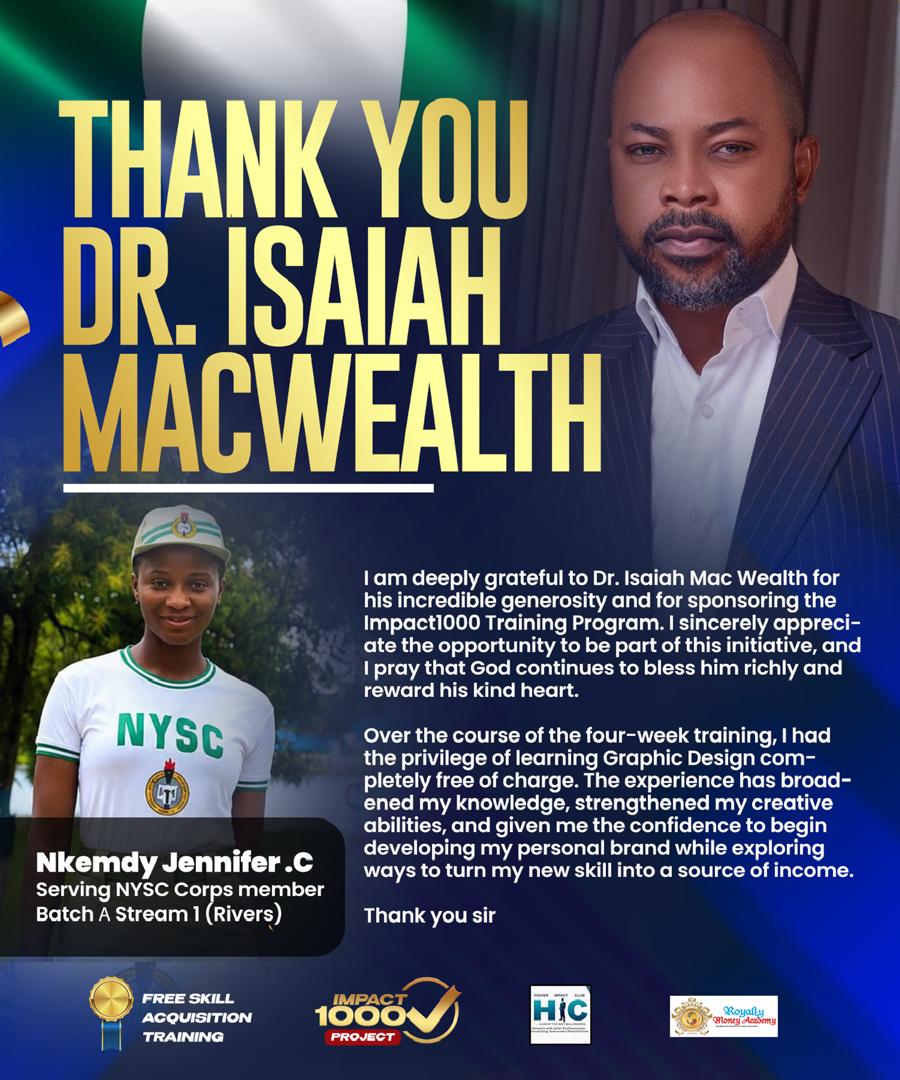 THANK YOU
DR. ISAIAH
MACWEALTH
NYSC
I am deeply grateful to Dr. Isaiah Mac Wealth for
his incredible generosity and for sponsoring the
Impact1000 Training Program. I sincerely appreci-
ate the opportunity to be part of this initiative, and
I pray that God continues to bless him richly and
reward his kind heart.
Over the course of the four-week training, I had
the privilege of learning Graphic Design com-
pletely free of charge. The experience has broad-
ened my knowledge, strengthened my creative
abilities, and given me the confidence to begin
developing my personal brand while exploring
ways to turn my new skill into a source of income.
Thank you sir
Nkemdy Jennifer .C
Serving NYSC Corps member
Batch A Stream 1 (Rivers)
FREE SKILL
ACQUISITION
TRAINING
IMPACT
1000
PROJECT
HIGHER IMPACT CLUB
HIC
Royalty
Money Academy